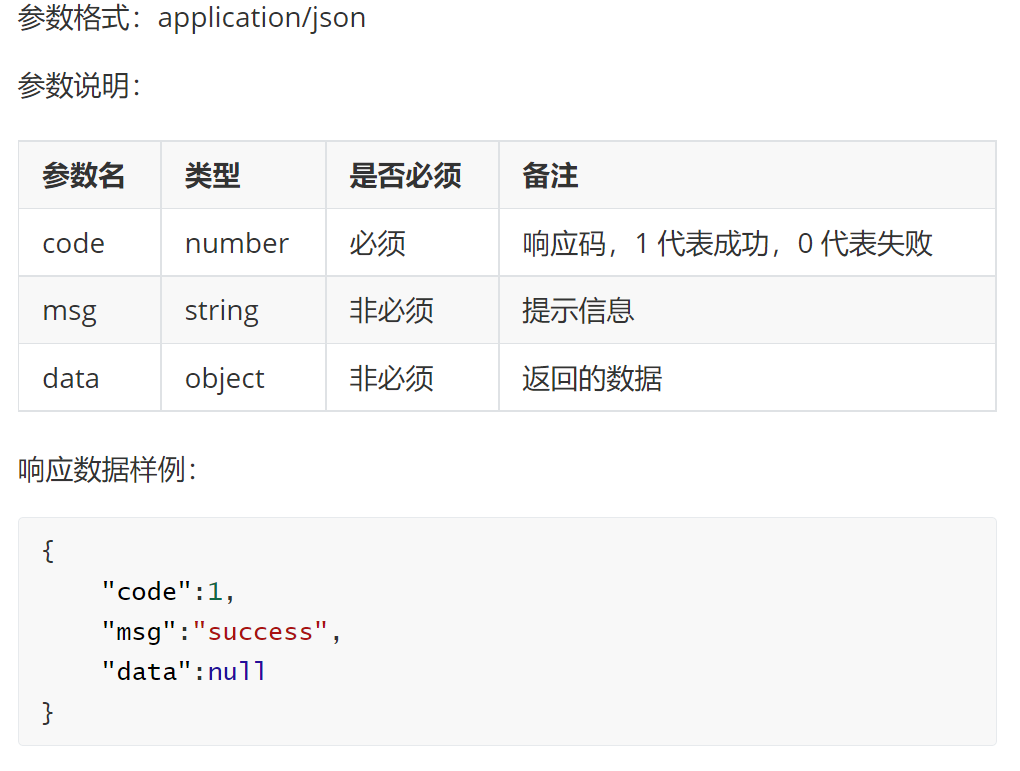 参数格式：application/json
参数说明：
参数名 类型 是否必须 备注
code number 必须 响应码，1 代表成功，0 代表失败
msg string 非必须 提示信息
data object 非必须 返回的数据
响应数据样例：
{
"code":1,
"msg":"success",
"data":null
}